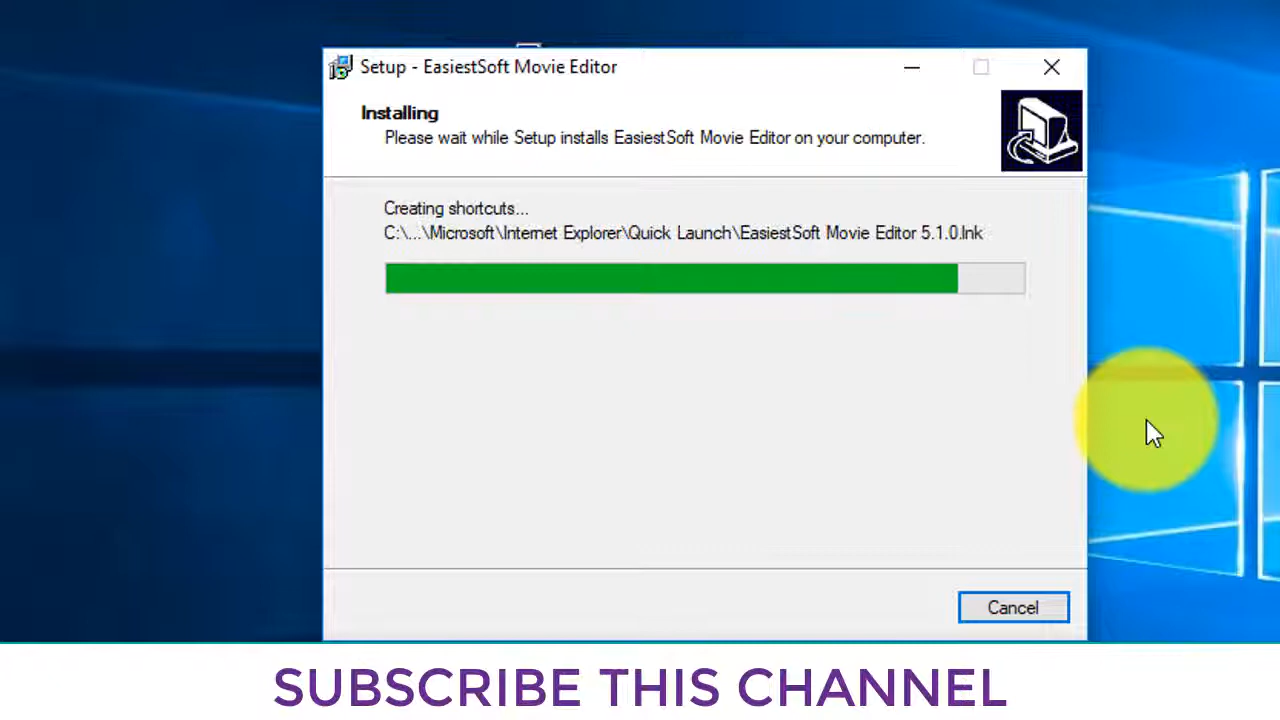 Setup - EasiestSoft Movie Editor
Installing
Please wait while Setup installs EasiestSoft Movie Editor on your computer.
Creating shortcuts...
C:\...\Microsoft\Internet Explorer\Quick Launch\EasiestSoft Movie Editor 5.1.0.lnk
Cancel
SUBSCRIBE THIS CHANNEL